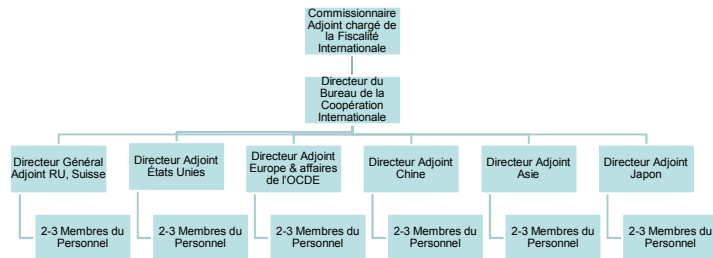 Commissionnaire
Adjoint chargé de
la Fiscalité
Internationale
Directeur du
Bureau de la
Coopération
Internationale
Directeur Général
Adjoint RU, Suisse
Directeur Adjoint
États Unies
Directeur Adjoint
Europe & affaires
de l'OCDE
Directeur Adjoint
Chine
Directeur Adjoint
Asie
Directeur Adjoint
Japon
2-3 Membres du
Personnel
2-3 Membres du
Personnel
2-3 Membres du
Personnel
2-3 Membres du
Personnel
2-3 Membres du
Personnel
2-3 Membres du
Personnel